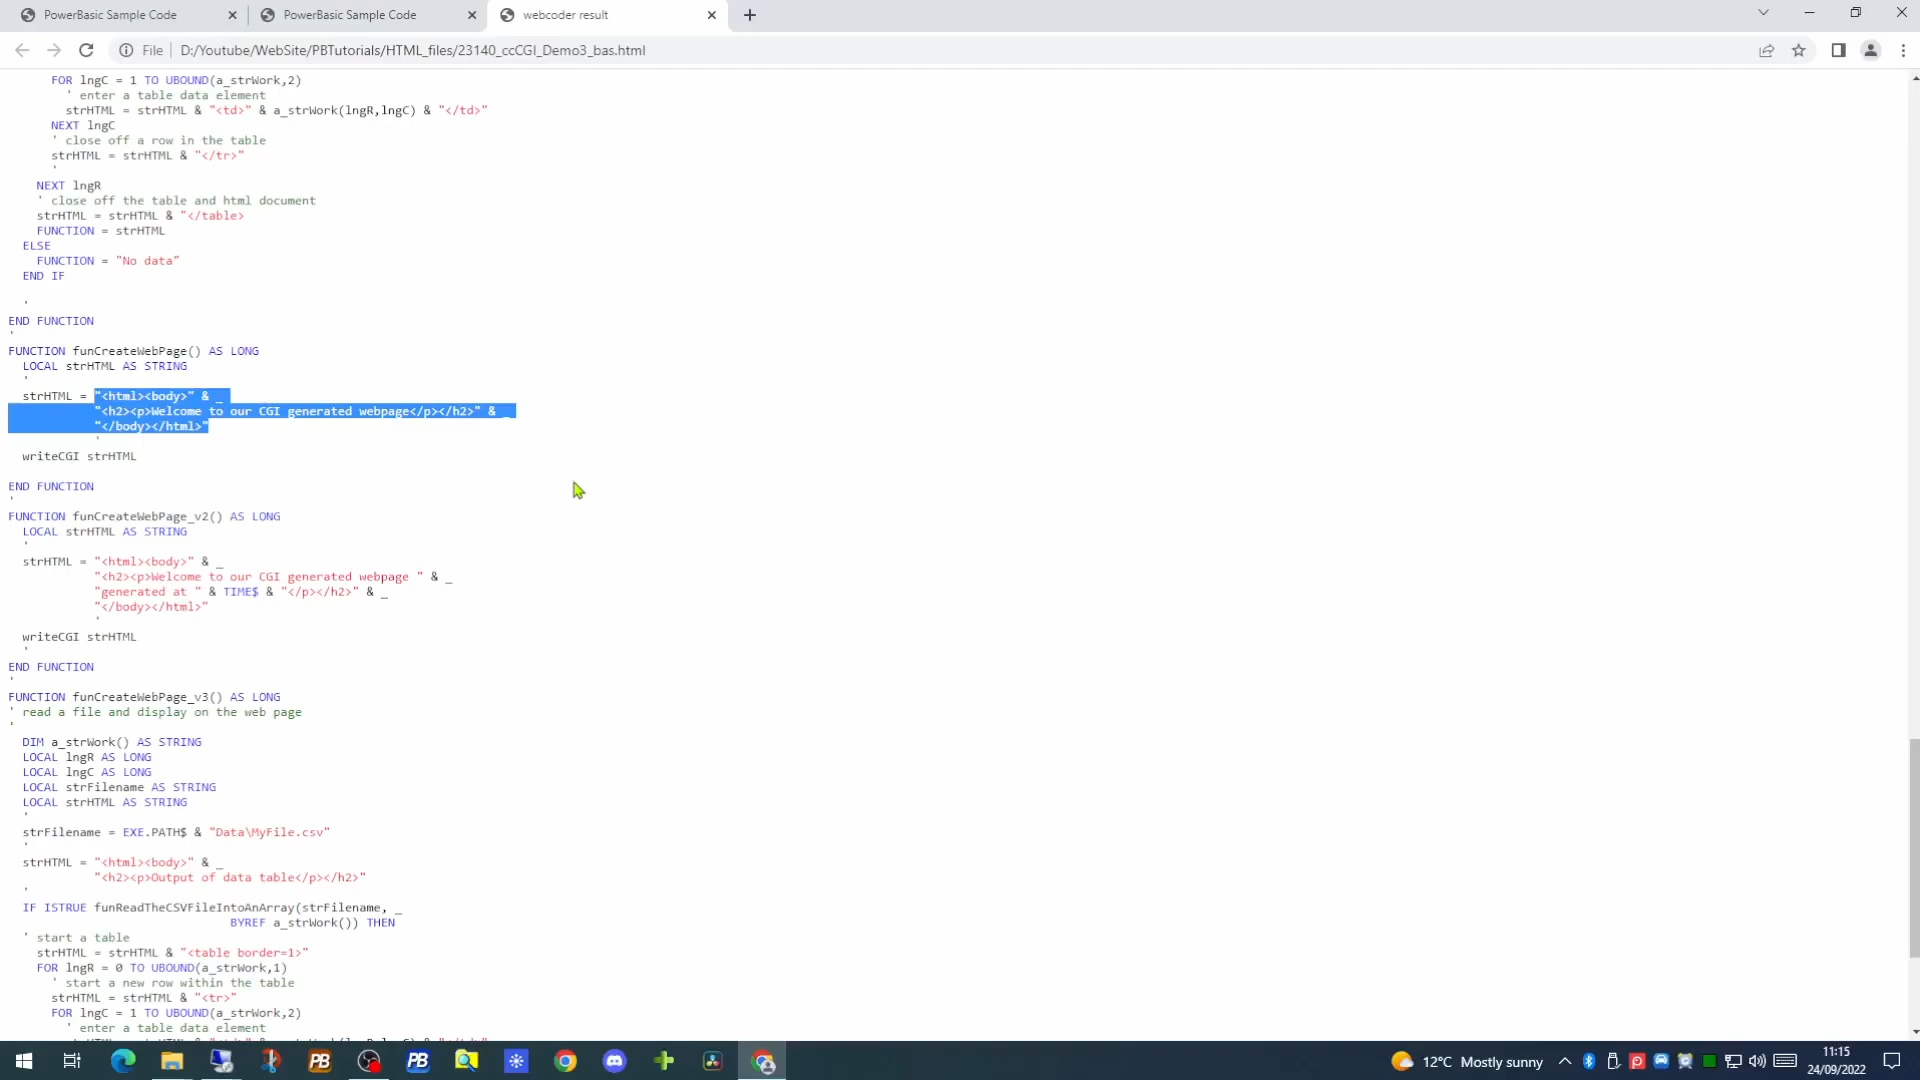 PowerBasic Sample Code
PowerBasic Sample Code
webcoder result
File
D:/Youtube/WebSite/PBTutorials/HTML_files/23140_ccCGI_Demo3_bas.html
FOR lngC = 1 TO UBOUND(a_strWork,2)
' enter a table data element
strHTML = strHTML & "<td>" & a_strWork(lngR,lngC) & "</td>"
NEXT lngC
' close off a row in the table
strHTML = strHTML & "</tr>"
'
NEXT lngR
' close off the table and html document
strHTML = strHTML & "</table>
FUNCTION = strHTML
ELSE
FUNCTION = "No data"
END IF
'
END FUNCTION
'
FUNCTION funCreateWebPage() AS LONG
LOCAL strHTML AS STRING
'
strHTML = "<html><body>" & _
"<h2><p>Welcome to our CGI generated webpage</p></h2>" & _
"</body></html>"
'
writeCGI strHTML
END FUNCTION
'
FUNCTION funCreateWebPage_v2() AS LONG
LOCAL strHTML AS STRING
'
strHTML = "<html><body>" & _
"<h2><p>Welcome to our CGI generated webpage " & _
"generated at " & TIME$ & "</p></h2>" & _
"</body></html>"
'
writeCGI strHTML
'
END FUNCTION
'
FUNCTION funCreateWebPage_v3() AS LONG
' read a file and display on the web page
'
DIM a_strWork() AS STRING
LOCAL lngR AS LONG
LOCAL lngC AS LONG
LOCAL strFilename AS STRING
LOCAL strHTML AS STRING
'
strFilename = EXE.PATH$ & "Data\MyFile.csv"
'
strHTML = "<html><body>" & _
"<h2><p>Output of data table</p></h2>"
'
IF ISTRUE funReadTheCSVFileIntoAnArray(strFilename, _
BYREF a_strWork()) THEN
' start a table
strHTML = strHTML & "<table border=1>"
FOR lngR = 0 TO UBOUND(a_strWork,1)
' start a new row within the table
strHTML = strHTML & "<tr>"
FOR lngC = 1 TO UBOUND(a_strWork,2)
' enter a table data element
PB
PB
12°C Mostly sunny
11:15
24/09/2022